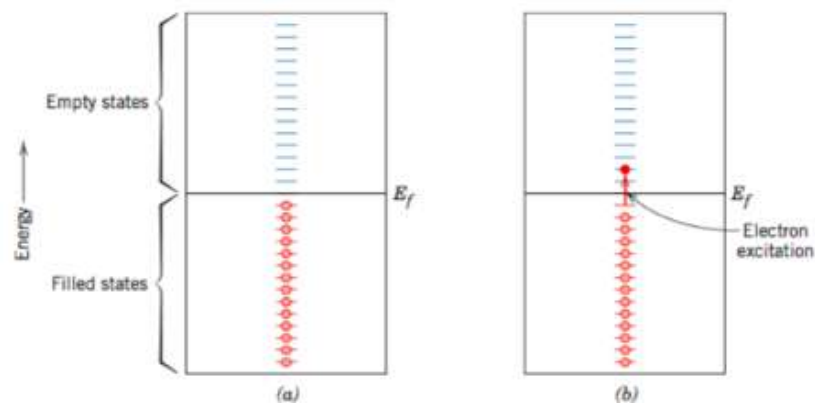 Empty states
Energy
Filled states
E_f
(a)
E_f
Electron
excitation
(b)